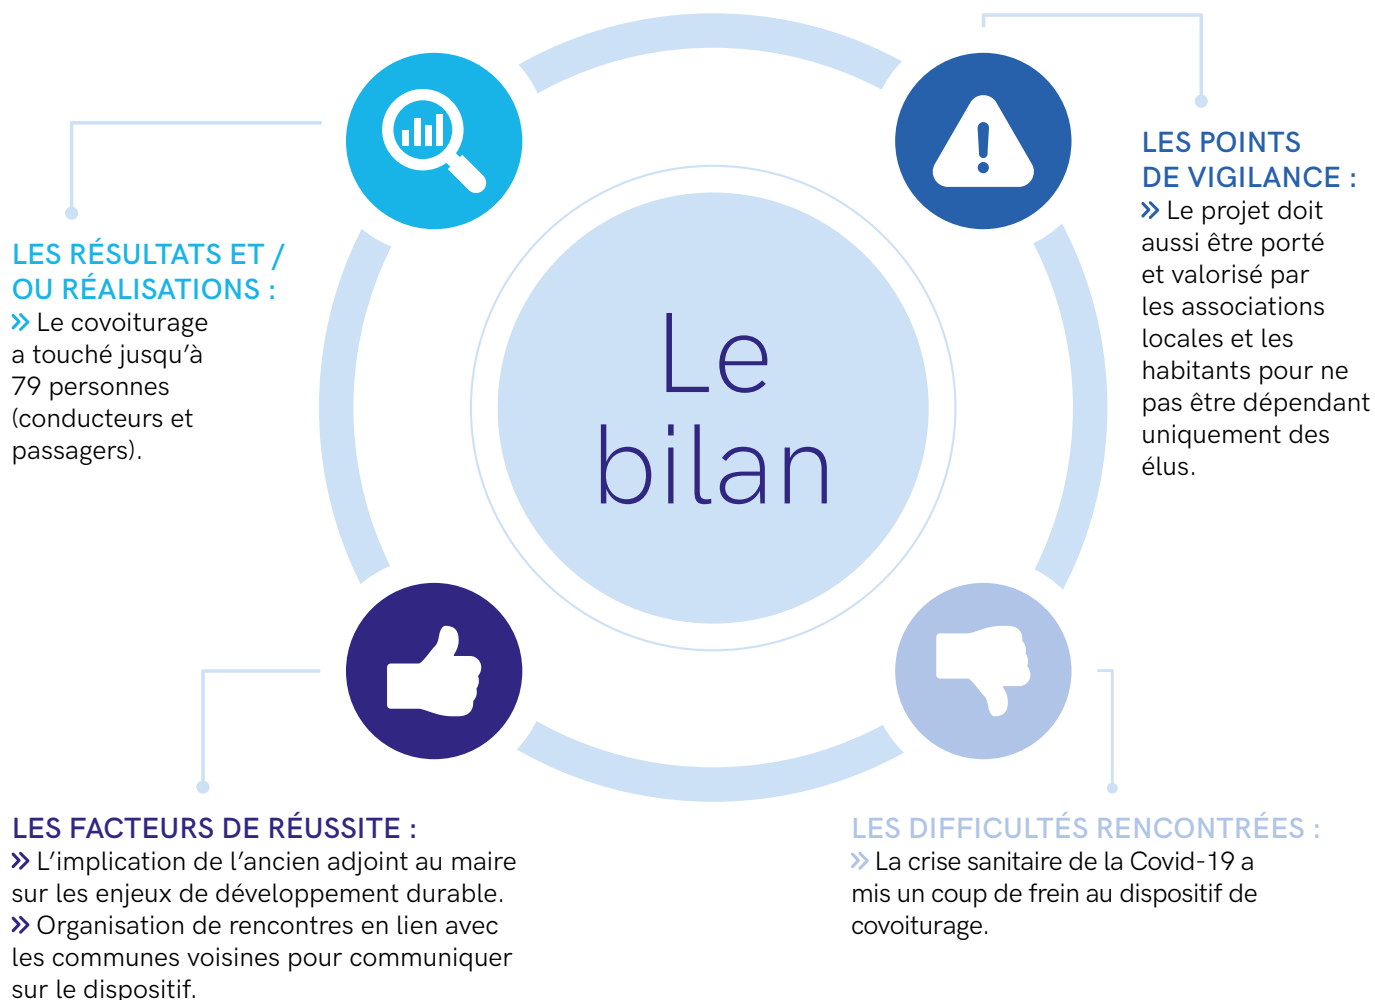 LES RÉSULTATS ET /
OU RÉALISATIONS :
» Le covoiturage
a touché jusqu’à
79 personnes
(conducteurs et
passagers).
Le
bilan
LES POINTS
DE VIGILANCE :
» Le projet doit
aussi être porté
et valorisé par
les associations
locales et les
habitants pour ne
pas être dépendant
uniquement des
élus.
LES FACTEURS DE RÉUSSITE :
» L’implication de l’ancien adjoint au maire
sur les enjeux de développement durable.
» Organisation de rencontres en lien avec
les communes voisines pour communiquer
sur le dispositif.
LES DIFFICULTÉS RENCONTRÉES :
» La crise sanitaire de la Covid-19 a
mis un coup de frein au dispositif de
covoiturage.